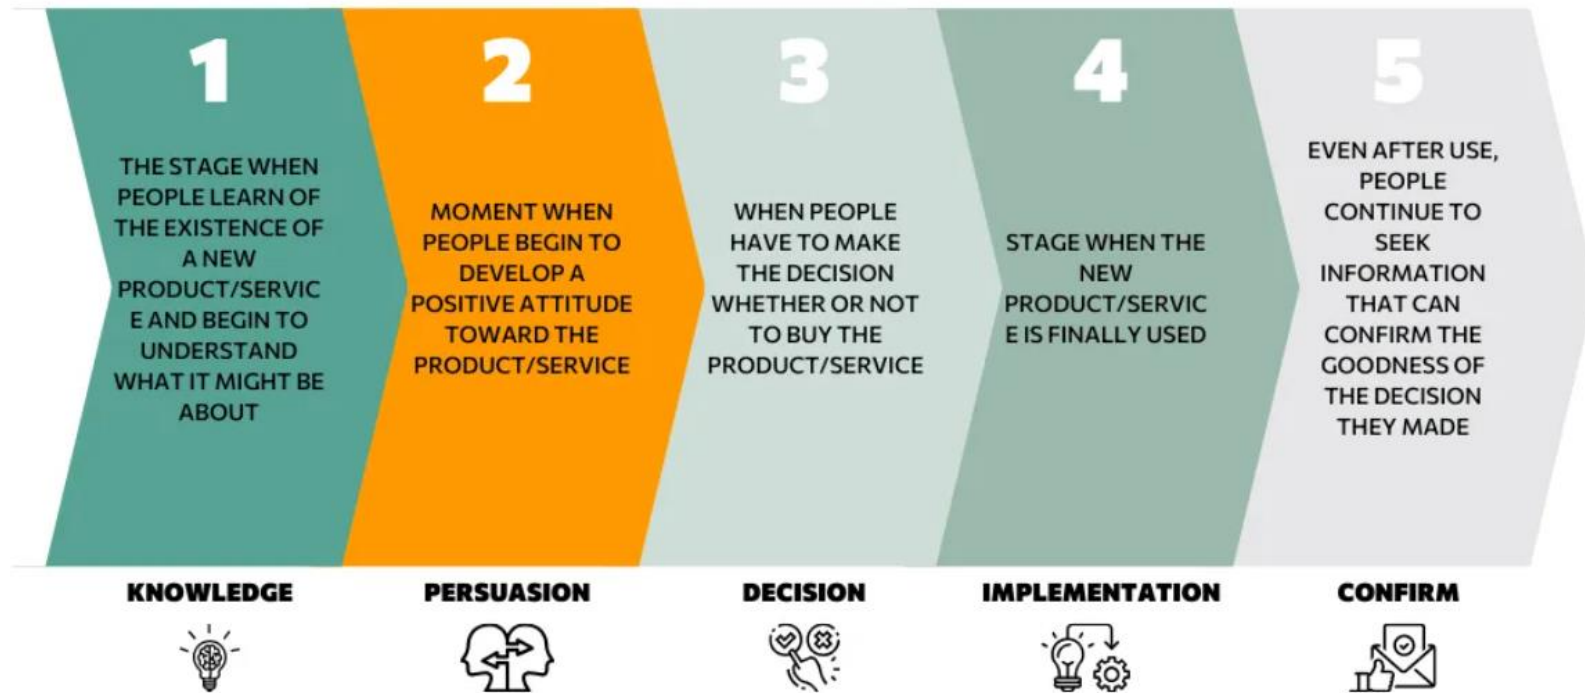 1
THE STAGE WHEN
PEOPLE LEARN OF
THE EXISTENCE OF
A NEW
PRODUCT/SERVIC
E AND BEGIN TO
UNDERSTAND
WHAT IT MIGHT BE
ABOUT
KNOWLEDGE
2
MOMENT WHEN
PEOPLE BEGIN TO
DEVELOP A
POSITIVE ATTITUDE
TOWARD THE
PRODUCT/SERVICE
PERSUASION
3
WHEN PEOPLE
HAVE TO MAKE
THE DECISION
WHETHER OR NOT
TO BUY THE
PRODUCT/SERVICE
DECISION
4
STAGE WHEN THE
NEW
PRODUCT/SERVIC
E IS FINALLY USED
IMPLEMENTATION
5
EVEN AFTER USE,
PEOPLE
CONTINUE TO
SEEK
INFORMATION
THAT CAN
CONFIRM THE
GOODNESS OF
THE DECISION
THEY MADE
CONFIRM